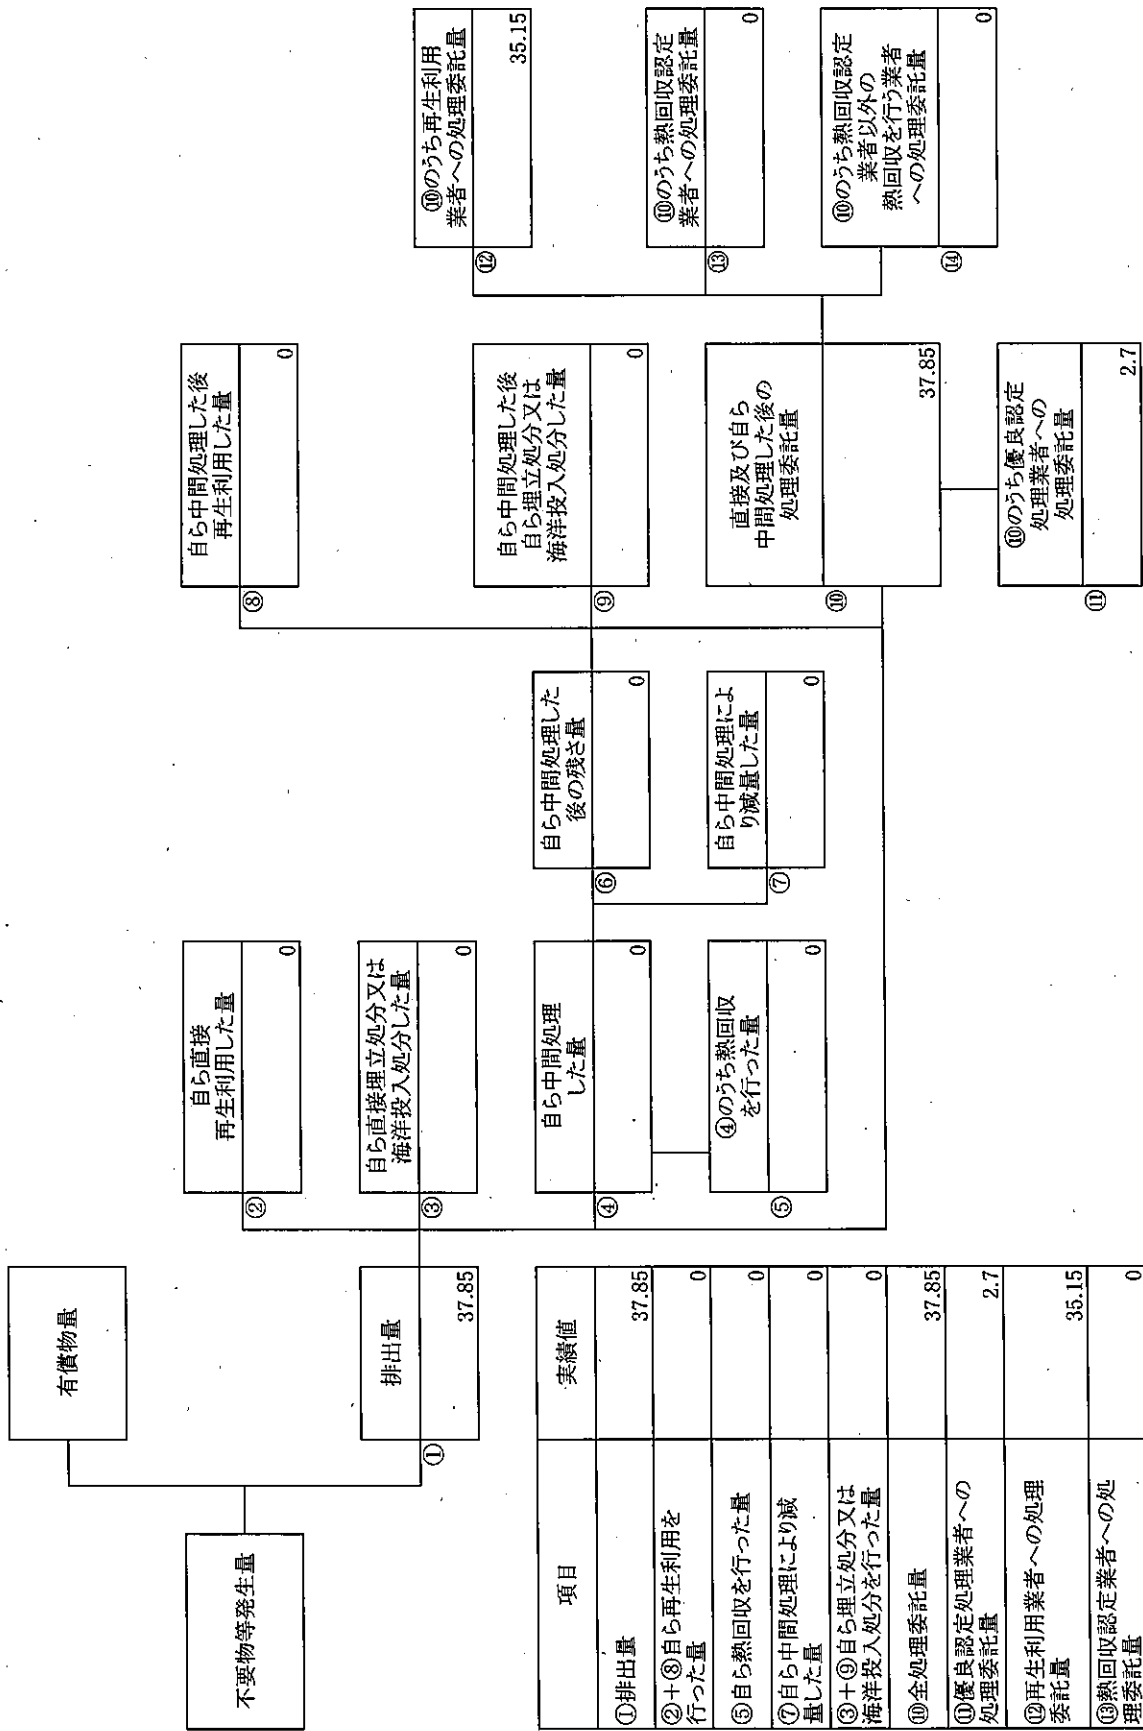 不要物等発生量
有償物量
排出量
①
37.85
自ら直接
再生利用した量
②
0
自ら直接埋立処分又は
海洋投入処分した量
③
0
自ら中間処理
した量
④
0
④のうち熱回収
を行った量
⑤
0
自ら中間処理した
後の残さ量
⑥
0
自ら中間処理によ
り減量した量
⑦
0
自ら中間処理した後
再生利用した量
⑧
0
自ら中間処理した後
自ら埋立処分又は
海洋投入処分した量
⑨
0
直接及び自ら
中間処理した後の
処理委託量
⑩
37.85
⑩のうち優良認定
処理業者への
処理委託量
⑪
2.7
⑩のうち再生利用
業者への処理委託量
⑫
35.15
⑩のうち熱回収認定
業者への処理委託量
⑬
0
⑩のうち熱回収認定
業者以外の
熱回収を行う業者
への処理委託量
⑭
0
項目 実績値
①排出量 37.85
②+⑧自ら再生利用を
行った量 0
⑤自ら熱回収を行った量 0
⑦自ら中間処理により減
量した量 0
③+⑨自ら埋立処分又は
海洋投入処分を行った量 0
⑩全処理委託量 37.85
⑪優良認定処理業者への
処理委託量 2.7
⑫再生利用業者への処理
委託量 35.15
⑬熱回収認定業者への処
理委託量 0